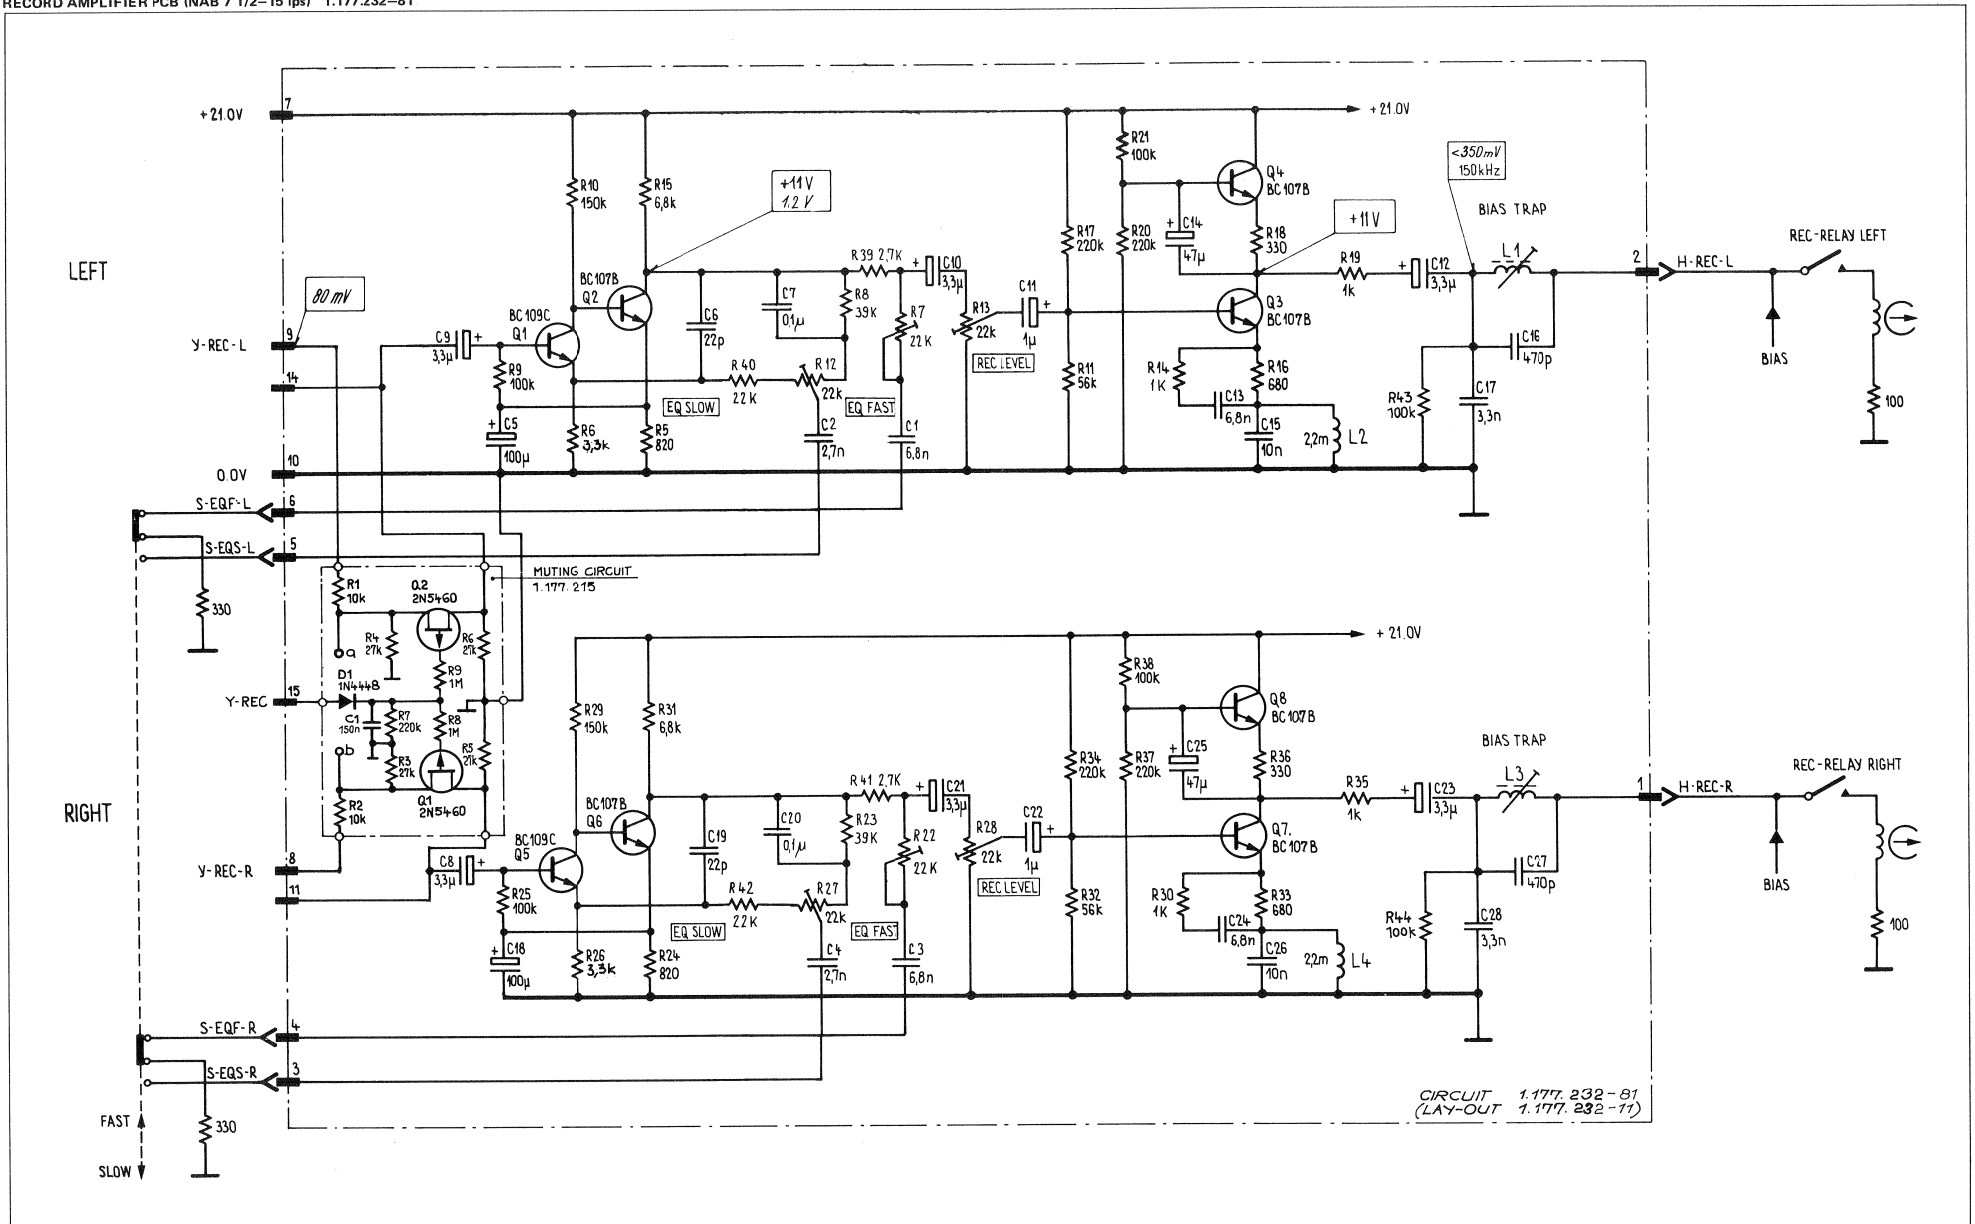 RECORD AMPLIFIER PCB (NAB 7 1/2–15 ips) 1.177.232–81
+21.0V
7
+21.0V
R10
150k
R15
6,8k
+11V
1.2 V
R21
100k
Q4
BC107B
<350mV
150kHz
BIAS TRAP
L1
R17
220k
R20
220k
+
C14
47µ
R18
330
+11V
R19
1k
+
C12
3,3µ
2
H-REC-L
REC-RELAY LEFT
LEFT
80 mV
BC107B
Q2
R39 2,7K
+
C10
3,3µ
C7
0,1µ
R8
39K
R7
22K
R13
22k
C11
+
1µ
REC LEVEL
Q3
BC107B
Y-REC-L
9
14
C9
+
3,3µ
BC109C
Q1
C6
22p
R9
100k
R40
22K
R12
22k
EQ SLOW
EQ FAST
R11
56k
R14
1K
R16
680
C13
6,8n
C15
10n
2,2m
L2
C16
470p
R43
100k
C17
3,3n
BIAS
100
+
C5
100µ
R6
3,3k
R5
820
C2
2,7n
C1
6,8n
0.0V
10
S-EQF-L
6
S-EQS-L
5
330
MUTING CIRCUIT
1.177.215
R1
10k
Q2
2N5460
R4
27k
R6
27k
a
R9
1M
D1
1N4448
Y-REC
15
C1
150n
R7
220k
R8
1M
b
R3
27k
R5
27k
R2
10k
Q1
2N5460
RIGHT
+21.0V
R29
150k
R31
6,8k
R38
100k
Q8
BC107B
R34
220k
R37
220k
+
C25
47µ
R36
330
R35
1k
+
C23
3,3µ
BIAS TRAP
L3
1
H-REC-R
REC-RELAY RIGHT
BC107B
Q6
R41 2,7K
+
C21
3,3µ
C20
0,1µ
R23
39K
R22
22K
R28
22k
C22
+
1µ
REC LEVEL
Q7.
BC107B
Y-REC-R
8
11
C8
+
3,3µ
BC109C
Q5
C19
22p
R25
100k
R42
22K
R27
22k
EQ SLOW
EQ FAST
R32
56k
R30
1K
R33
680
C24
6,8n
C26
10n
2,2m
L4
C27
470p
R44
100k
C28
3,3n
BIAS
100
+
C18
100µ
R26
3,3k
R24
820
C4
2,7n
C3
6,8n
S-EQF-R
4
S-EQS-R
3
FAST
SLOW
330
CIRCUIT 1.177.232-81
(LAY-OUT 1.177.232-11)